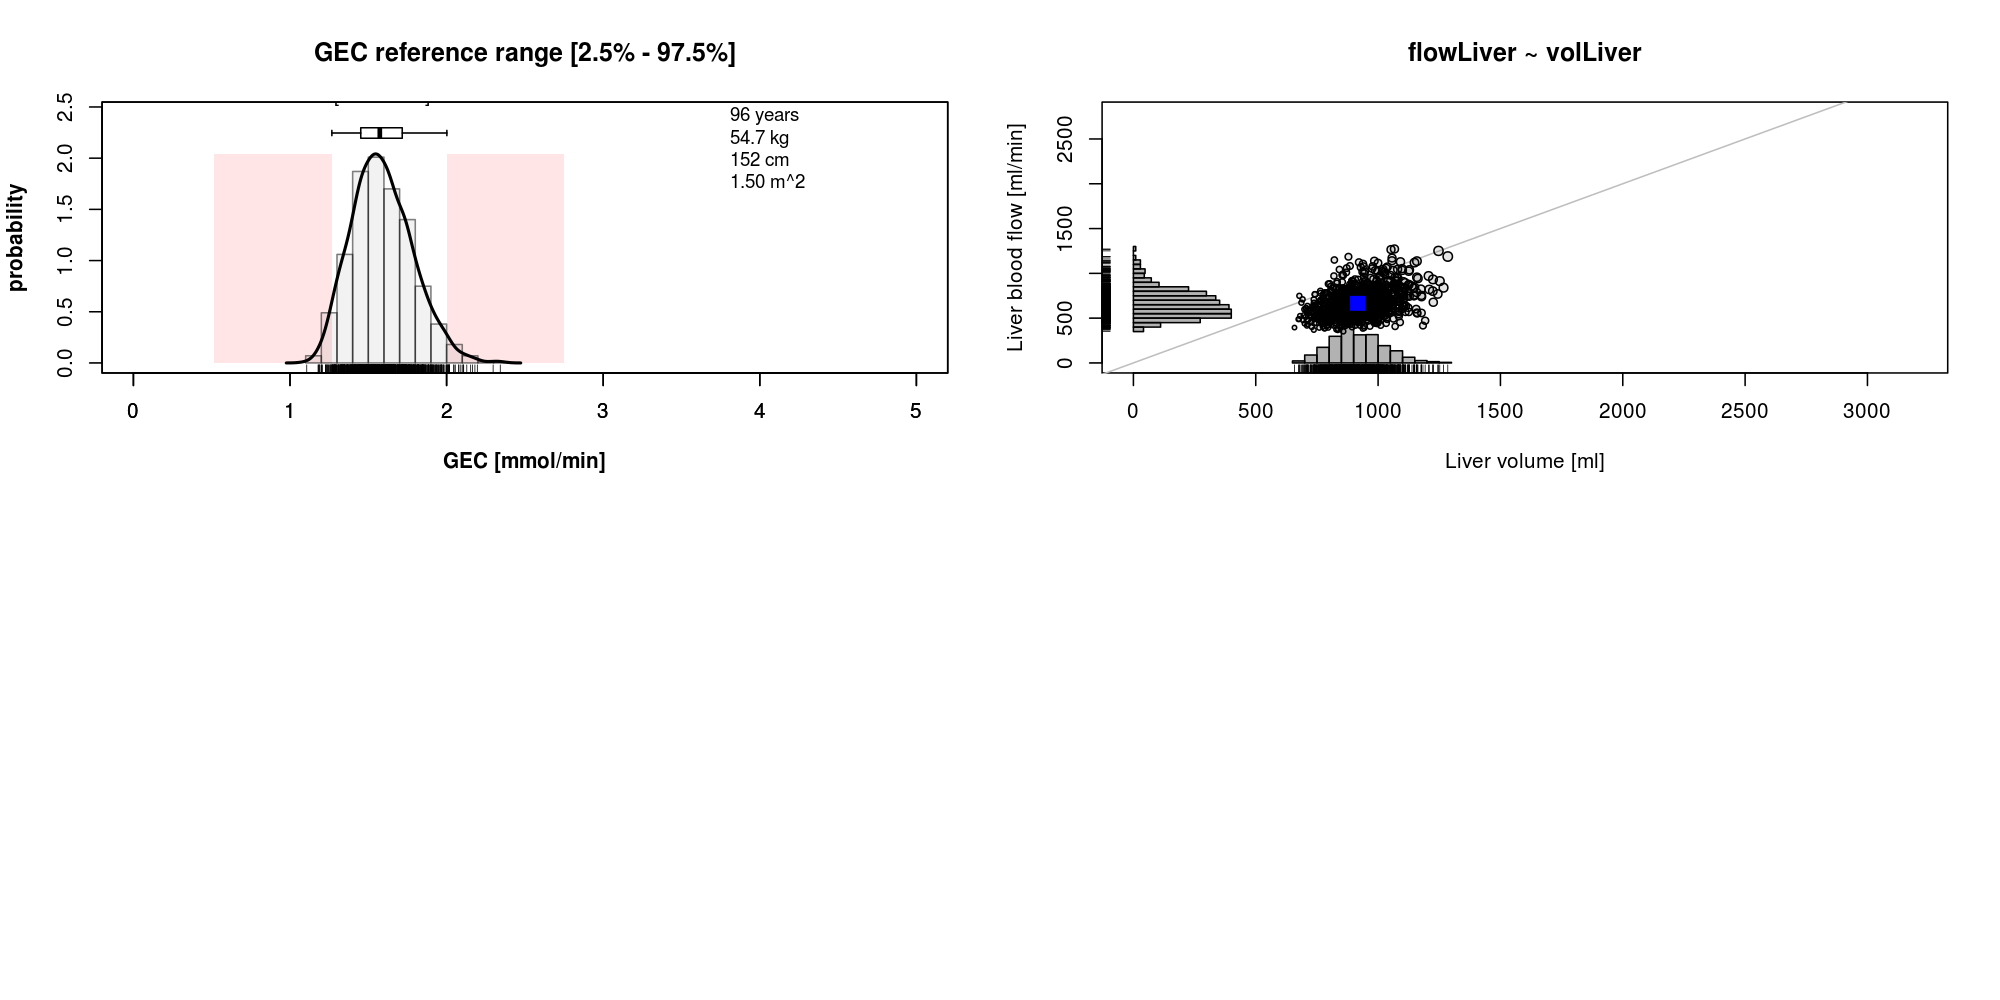 GEC reference range [2.5% - 97.5%]
probability
0.0 0.5 1.0 1.5 2.0 2.5
96 years
54.7 kg
152 cm
1.50 m^2
0 1 2 3 4 5
GEC [mmol/min]
flowLiver ~ volLiver
Liver blood flow [ml/min]
0 500 1500 2500
0 500 1000 1500 2000 2500 3000
Liver volume [ml]